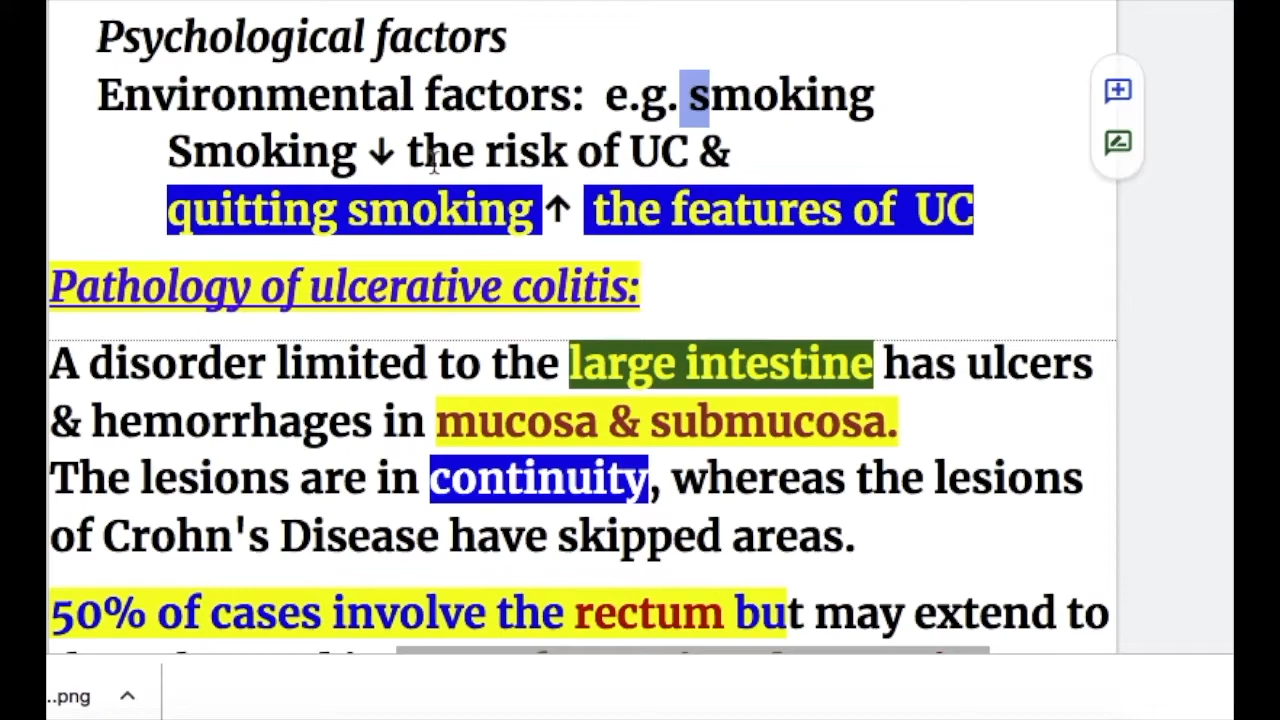 Psychological factors
Environmental factors:  e.g. smoking
Smoking ↓ the risk of UC &
quitting smoking ↑ the features of  UC
Pathology of ulcerative colitis:
A disorder limited to the large intestine has ulcers
& hemorrhages in mucosa & submucosa.
The lesions are in continuity, whereas the lesions
of Crohn's Disease have skipped areas.
50% of cases involve the rectum but may extend to
..png